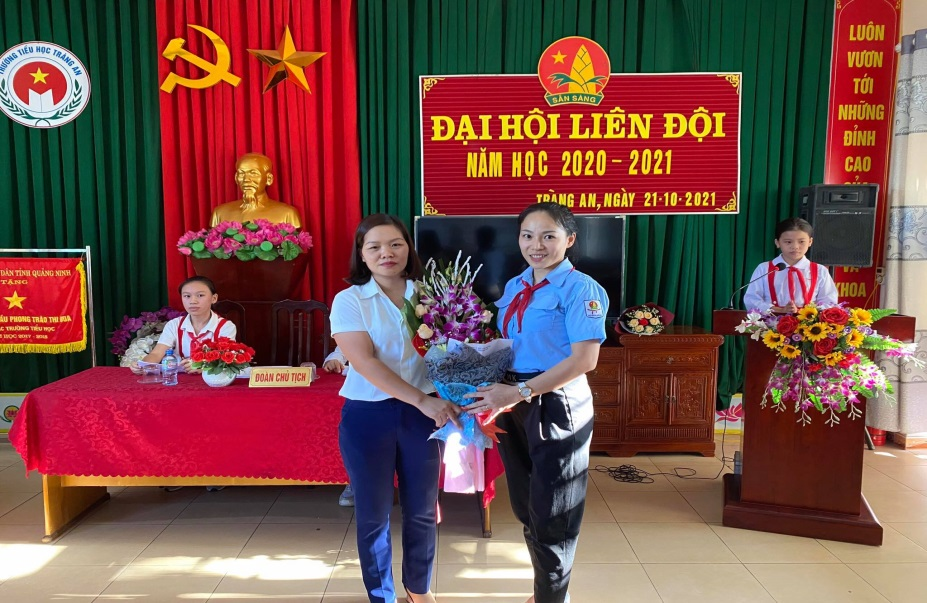 TRƯỜNG TIỂU HỌC TRÀNG AN
SẴN SÀNG
ĐẠI HỘI LIÊN ĐỘI
NĂM HỌC 2020 - 2021
TRÀNG AN, NGÀY 21-10-2021
LUÔN
VƯƠN
TỚI
NHỮNG
ĐỈNH
CAO
KHOA
DÂN TỈNH QUẢNG NINH
TẶNG
ĐẦU PHONG TRÀO THI ĐUA
TRƯỜNG TIỂU HỌC
ĐOÀN CHỦ TỊCH